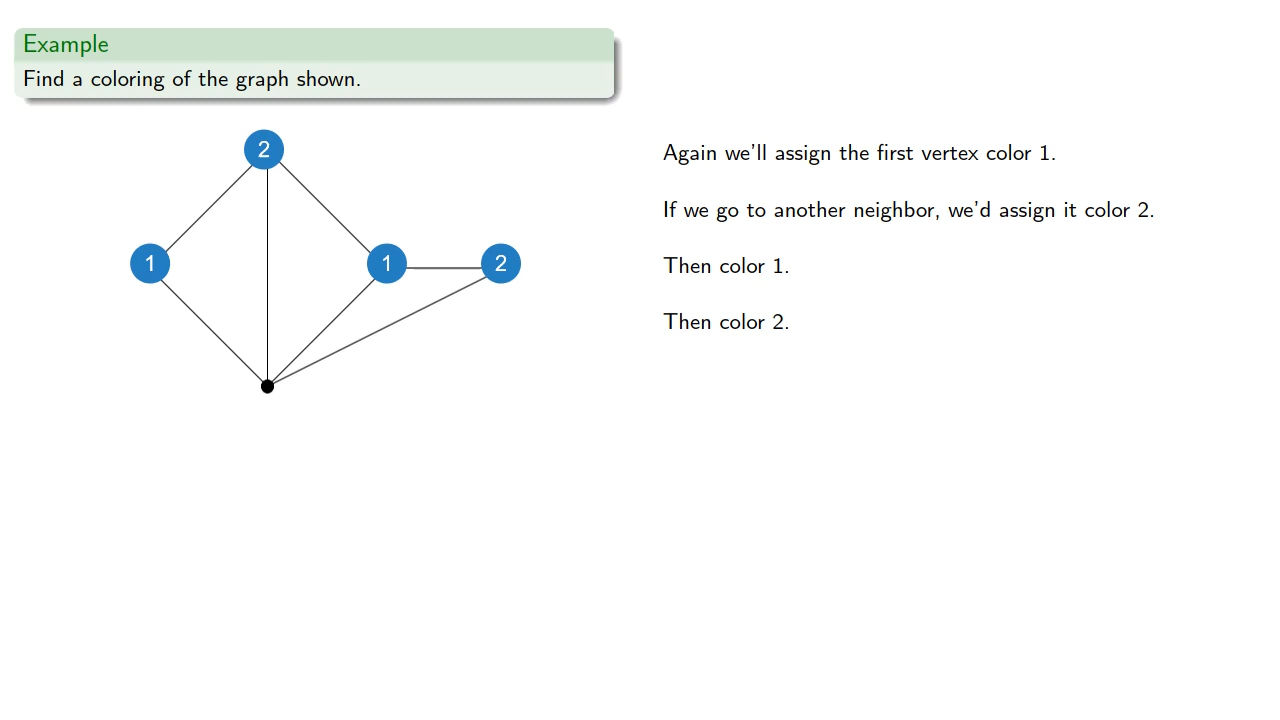 Example
Find a coloring of the graph shown.
2
1
1
2
Again we'll assign the first vertex color 1.
If we go to another neighbor, we'd assign it color 2.
Then color 1.
Then color 2.